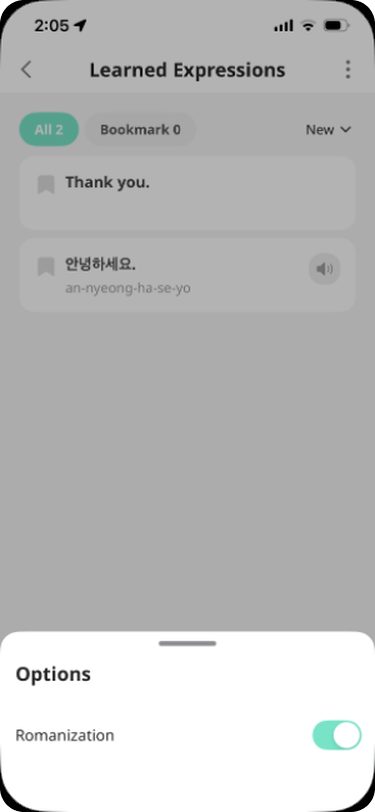 2:05
Learned Expressions
All 2
Bookmark 0
New
Thank you.
안녕하세요.
an-nyeong-ha-se-yo
Options
Romanization